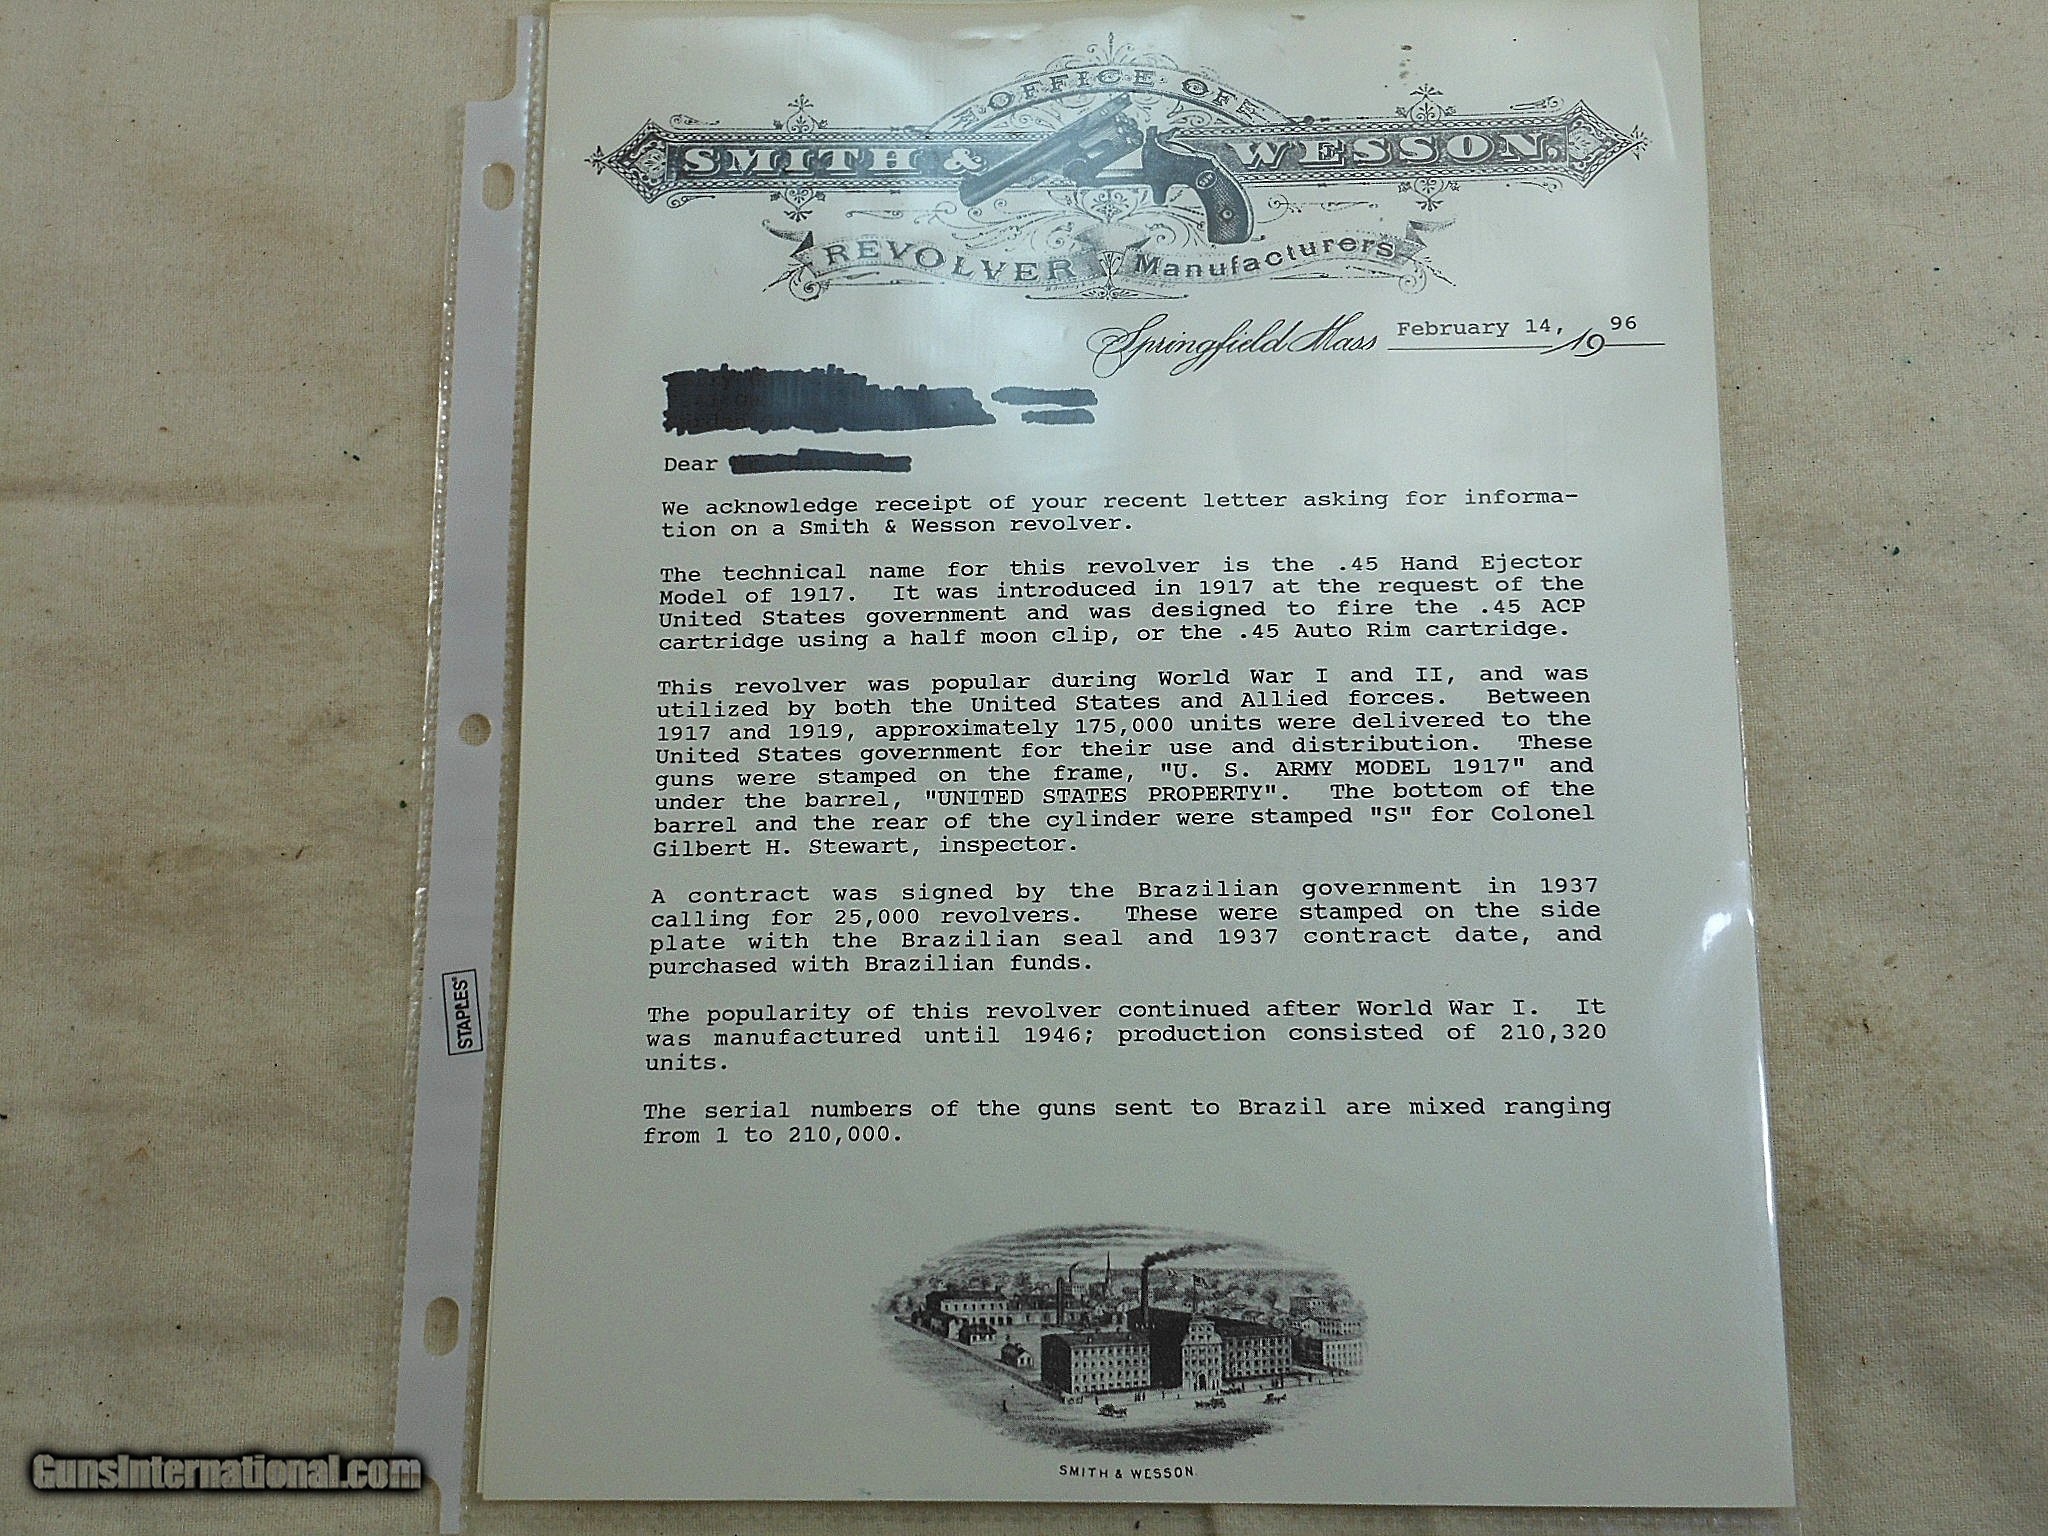 OFFICE OF
SMITH & WESSON.
REVOLVER Manufacturers
Springfield Mass February 14, 1996
Dear
We acknowledge receipt of your recent letter asking for informa-
tion on a Smith & Wesson revolver.
The technical name for this revolver is the .45 Hand Ejector
Model of 1917. It was introduced in 1917 at the request of the
United States government and was designed to fire the .45 ACP
cartridge using a half moon clip, or the .45 Auto Rim cartridge.
This revolver was popular during World War I and II, and was
utilized by both the United States and Allied forces. Between
1917 and 1919, approximately 175,000 units were delivered to the
United States government for their use and distribution. These
guns were stamped on the frame, "U. S. ARMY MODEL 1917" and
under the barrel, "UNITED STATES PROPERTY". The bottom of the
barrel and the rear of the cylinder were stamped "S" for Colonel
Gilbert H. Stewart, inspector.
A contract was signed by the Brazilian government in 1937
calling for 25,000 revolvers. These were stamped on the side
plate with the Brazilian seal and 1937 contract date, and
purchased with Brazilian funds.
The popularity of this revolver continued after World War I. It
was manufactured until 1946; production consisted of 210,320
units.
The serial numbers of the guns sent to Brazil are mixed ranging
from 1 to 210,000.
SMITH & WESSON
STAPLES
GunsInternational.com